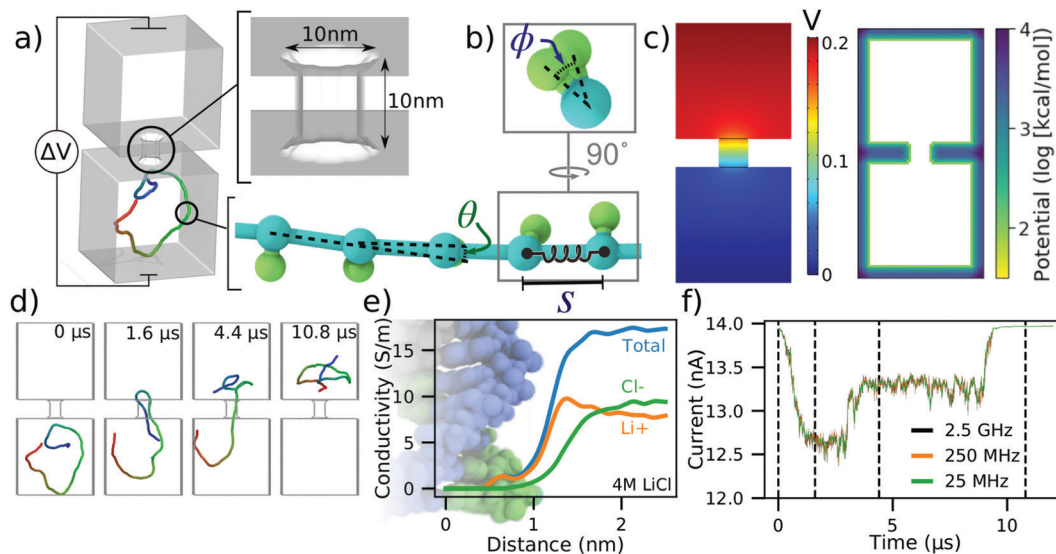 a)
ΔV
10nm
10nm
b)
ϕ
90°
θ
S
c)
V
0.2
0.1
0
4
3
2
Potential (log [kcal/mol])
d)
0 μs
1.6 μs
4.4 μs
10.8 μs
e)
Conductivity (S/m)
15
10
5
0
Total
Cl-
Li+
4M LiCl
0
1
2
Distance (nm)
f)
Current (nA)
14.0
13.5
13.0
12.5
12.0
2.5 GHz
250 MHz
25 MHz
0
5
10
Time (μs)